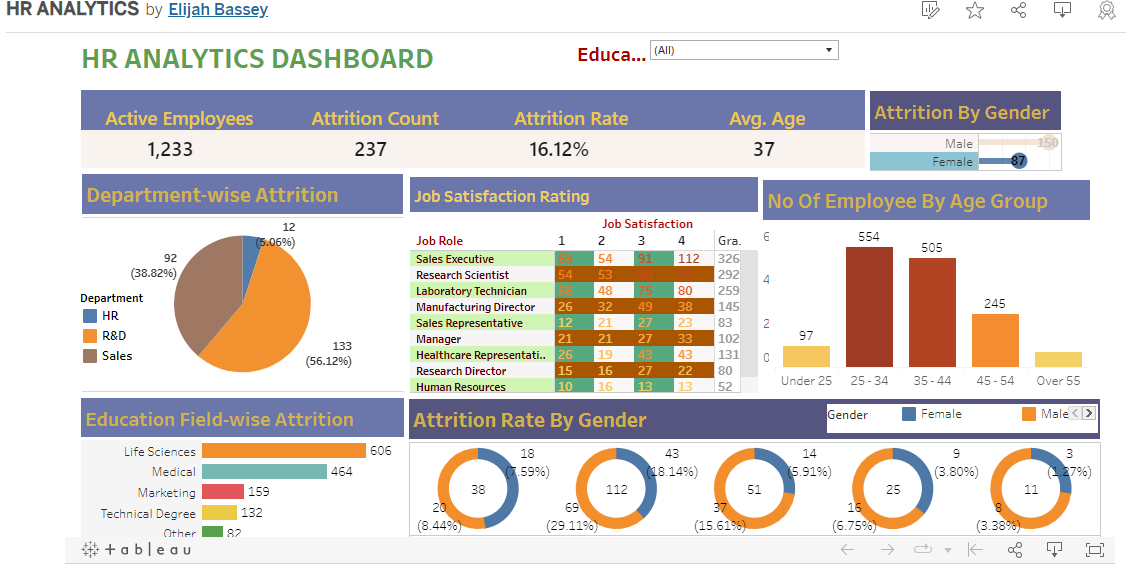 HR ANALYTICS by Elijah Bassey
HR ANALYTICS DASHBOARD
Educa...
(All)
Active Employees
Attrition Count
Attrition Rate
Avg. Age
1,233
237
16.12%
37
Attrition By Gender
Male
150
Female
87
Department-wise Attrition
12
(5.06%)
92
(38.82%)
133
(56.12%)
Department
HR
R&D
Sales
Job Satisfaction Rating
Job Satisfaction
Job Role 1 2 3 4 Gra.
Sales Executive 69 54 91 112 326
Research Scientist 54 53 292
Laboratory Technician 56 48 75 80 259
Manufacturing Director 26 32 49 38 145
Sales Representative 12 21 27 23 83
Manager 21 21 27 33 102
Healthcare Representati.. 26 19 43 43 131
Research Director 15 16 27 22 80
Human Resources 10 16 13 13 52
No Of Employee By Age Group
6
4
2
0
97
554
505
245
Under 25
25 - 34
35 - 44
45 - 54
Over 55
Education Field-wise Attrition
Life Sciences 606
Medical 464
Marketing 159
Technical Degree 132
Other 82
Attrition Rate By Gender
Gender
Female
Male
18
(7.59%)
38
20
(8.44%)
43
(18.14%)
112
69
(29.11%)
14
(5.91%)
51
37
(15.61%)
9
(3.80%)
25
16
(6.75%)
3
(1.27%)
11
8
(3.38%)
+ a b | e a u